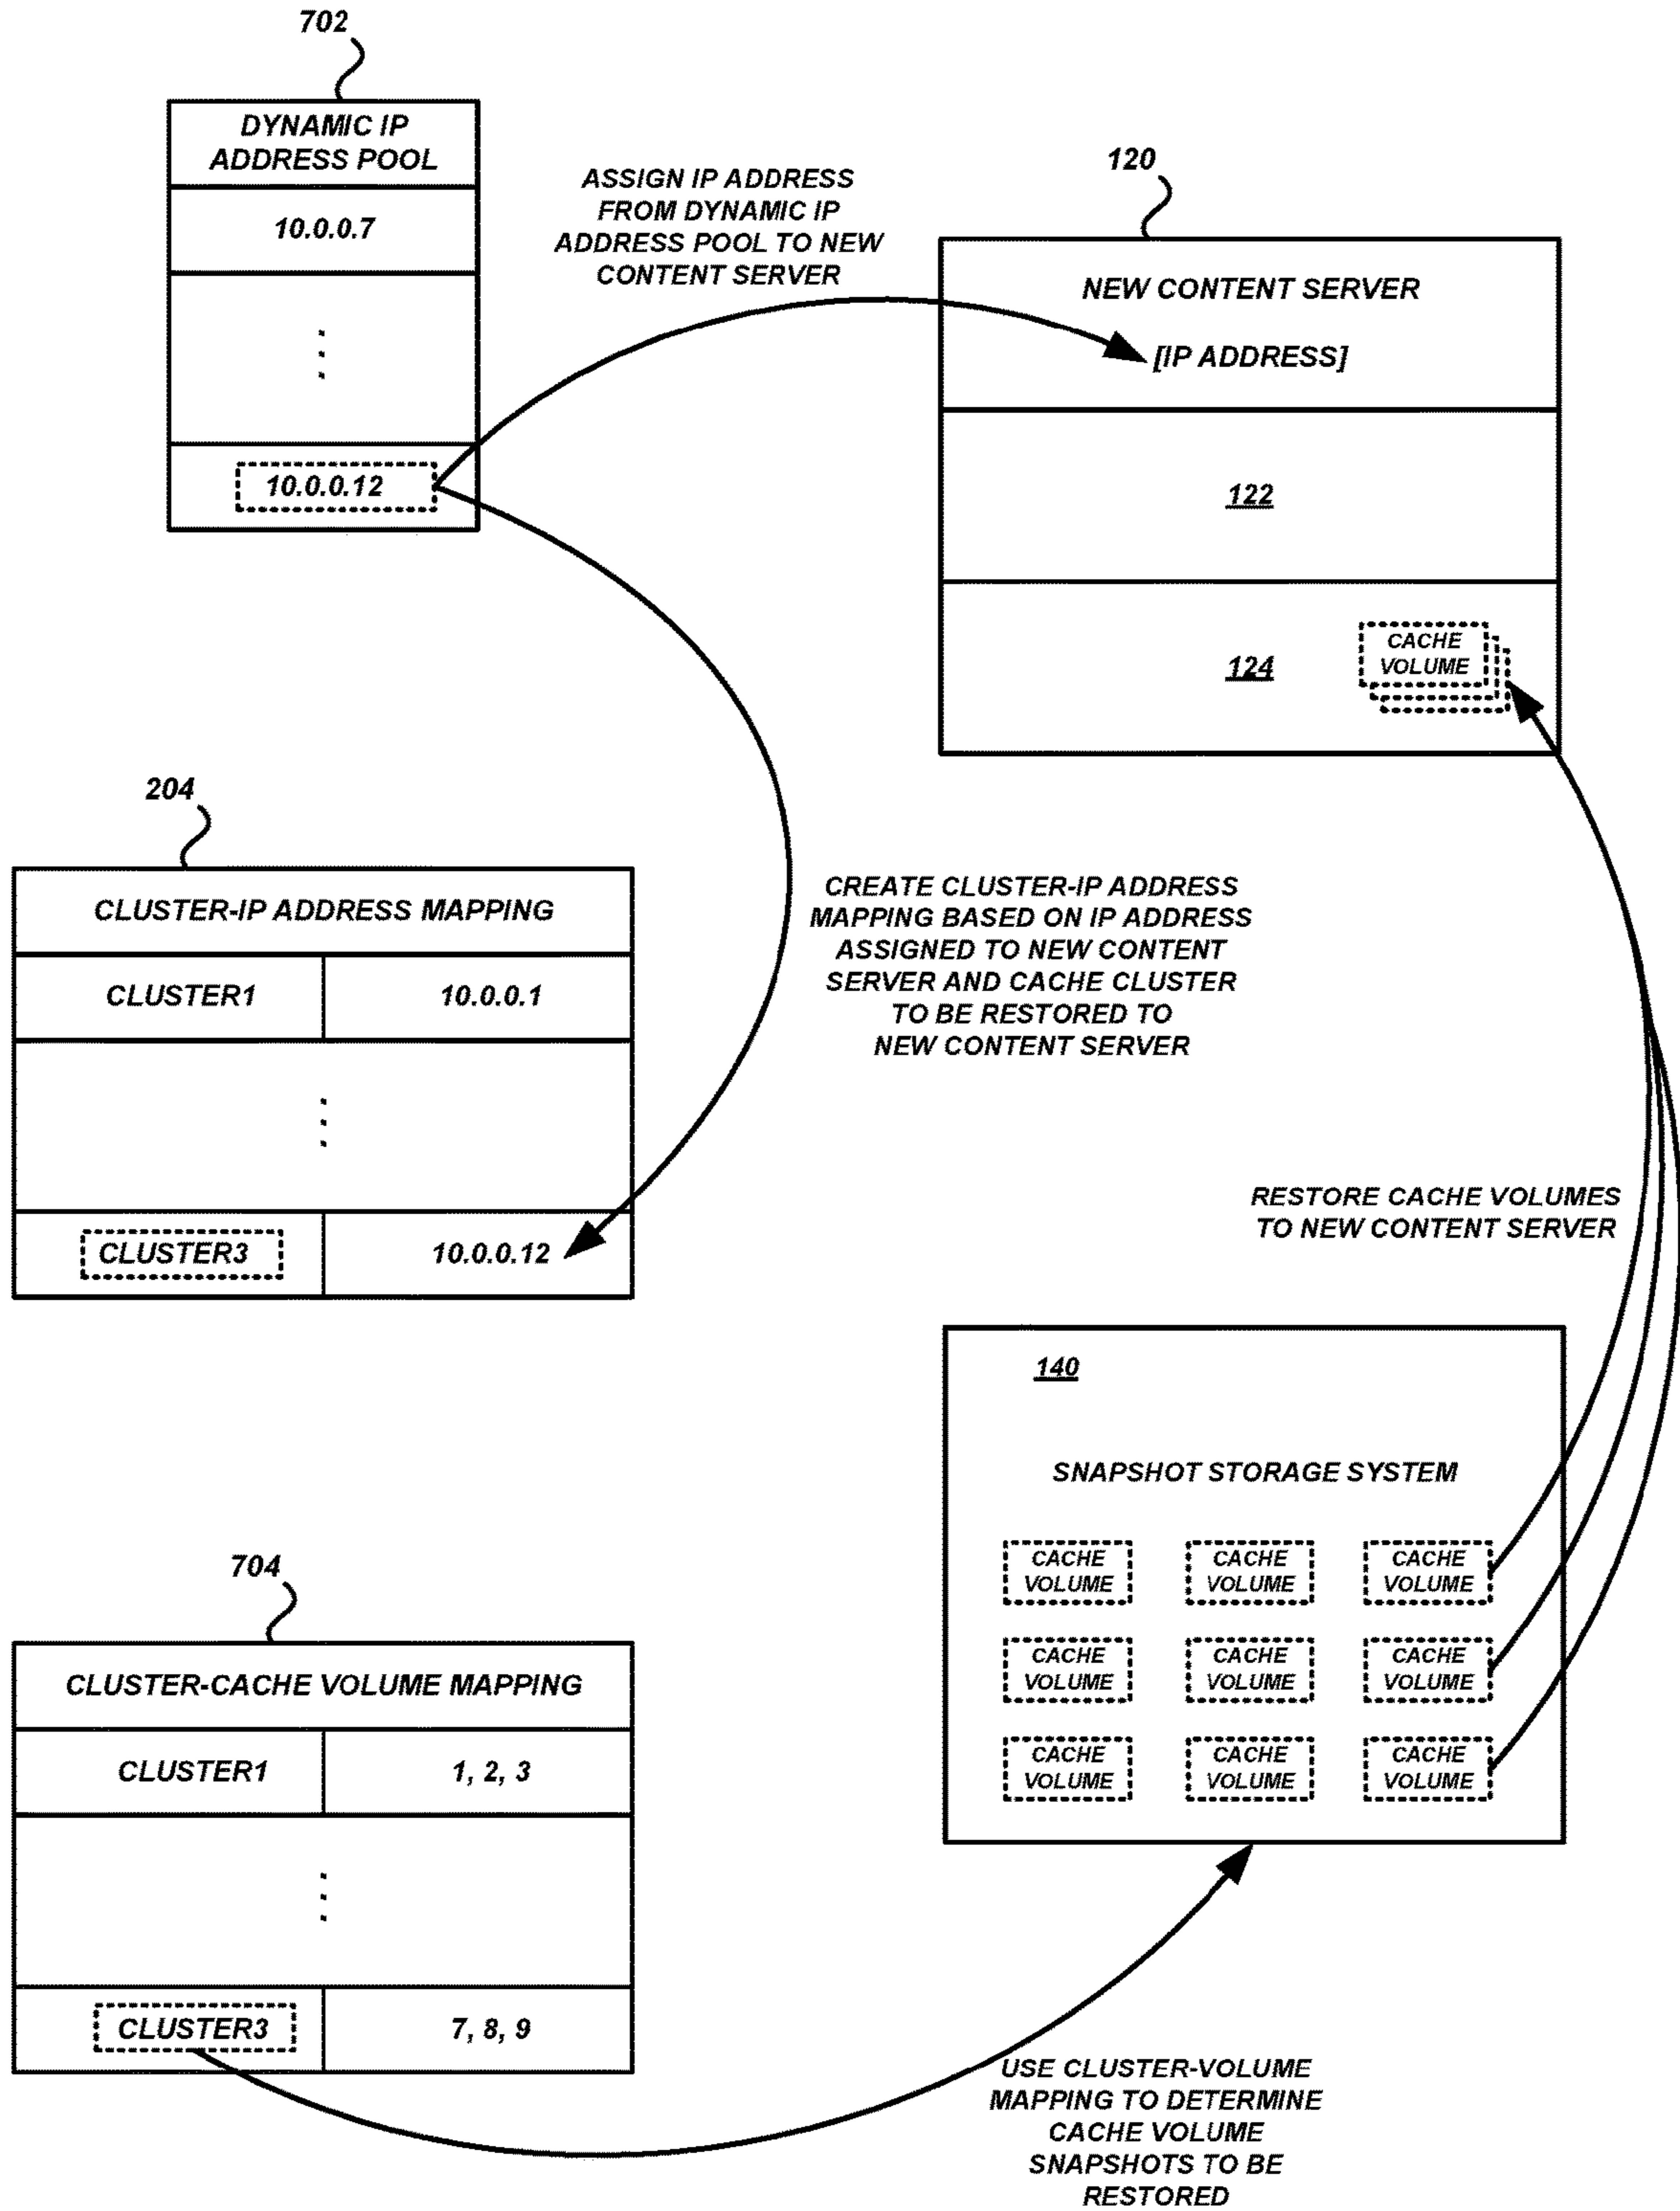 702
DYNAMIC IP
ADDRESS POOL
10.0.0.7
10.0.0.12
ASSIGN IP ADDRESS
FROM DYNAMIC IP
ADDRESS POOL TO NEW
CONTENT SERVER
120
NEW CONTENT SERVER
[IP ADDRESS]
122
124
CACHE
VOLUME
204
CLUSTER-IP ADDRESS MAPPING
CLUSTER1 10.0.0.1
CLUSTER3 10.0.0.12
CREATE CLUSTER-IP ADDRESS
MAPPING BASED ON IP ADDRESS
ASSIGNED TO NEW CONTENT
SERVER AND CACHE CLUSTER
TO BE RESTORED TO
NEW CONTENT SERVER
RESTORE CACHE VOLUMES
TO NEW CONTENT SERVER
140
SNAPSHOT STORAGE SYSTEM
CACHE CACHE CACHE
VOLUME VOLUME VOLUME
CACHE CACHE CACHE
VOLUME VOLUME VOLUME
CACHE CACHE CACHE
VOLUME VOLUME VOLUME
704
CLUSTER-CACHE VOLUME MAPPING
CLUSTER1 1, 2, 3
CLUSTER3 7, 8, 9
USE CLUSTER-VOLUME
MAPPING TO DETERMINE
CACHE VOLUME
SNAPSHOTS TO BE
RESTORED